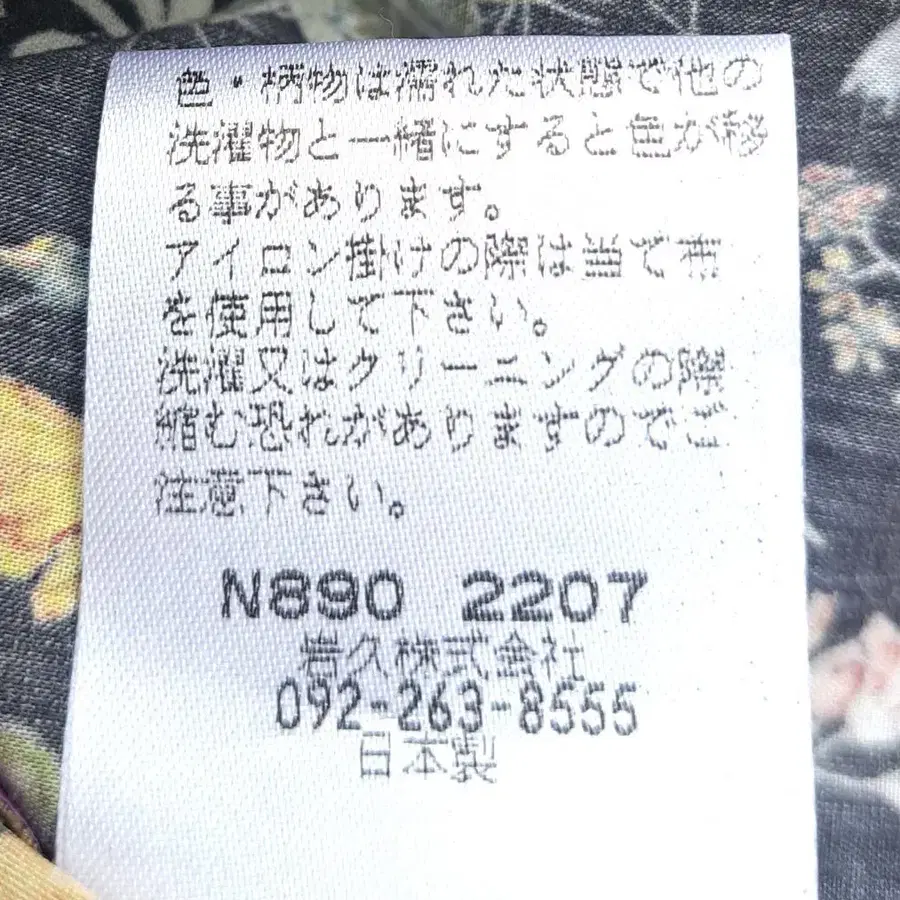 色・柄物は濡れた状態で他の
洗濯物と一緒にすると色が移
る事があります。
アイロン掛けの際は当て布
を使用して下さい。
洗濯又はクリーニングの際
縮む恐れがありますのでご
注意下さい。
N890 2207
岩久株式会社
092-263-8555
日本製